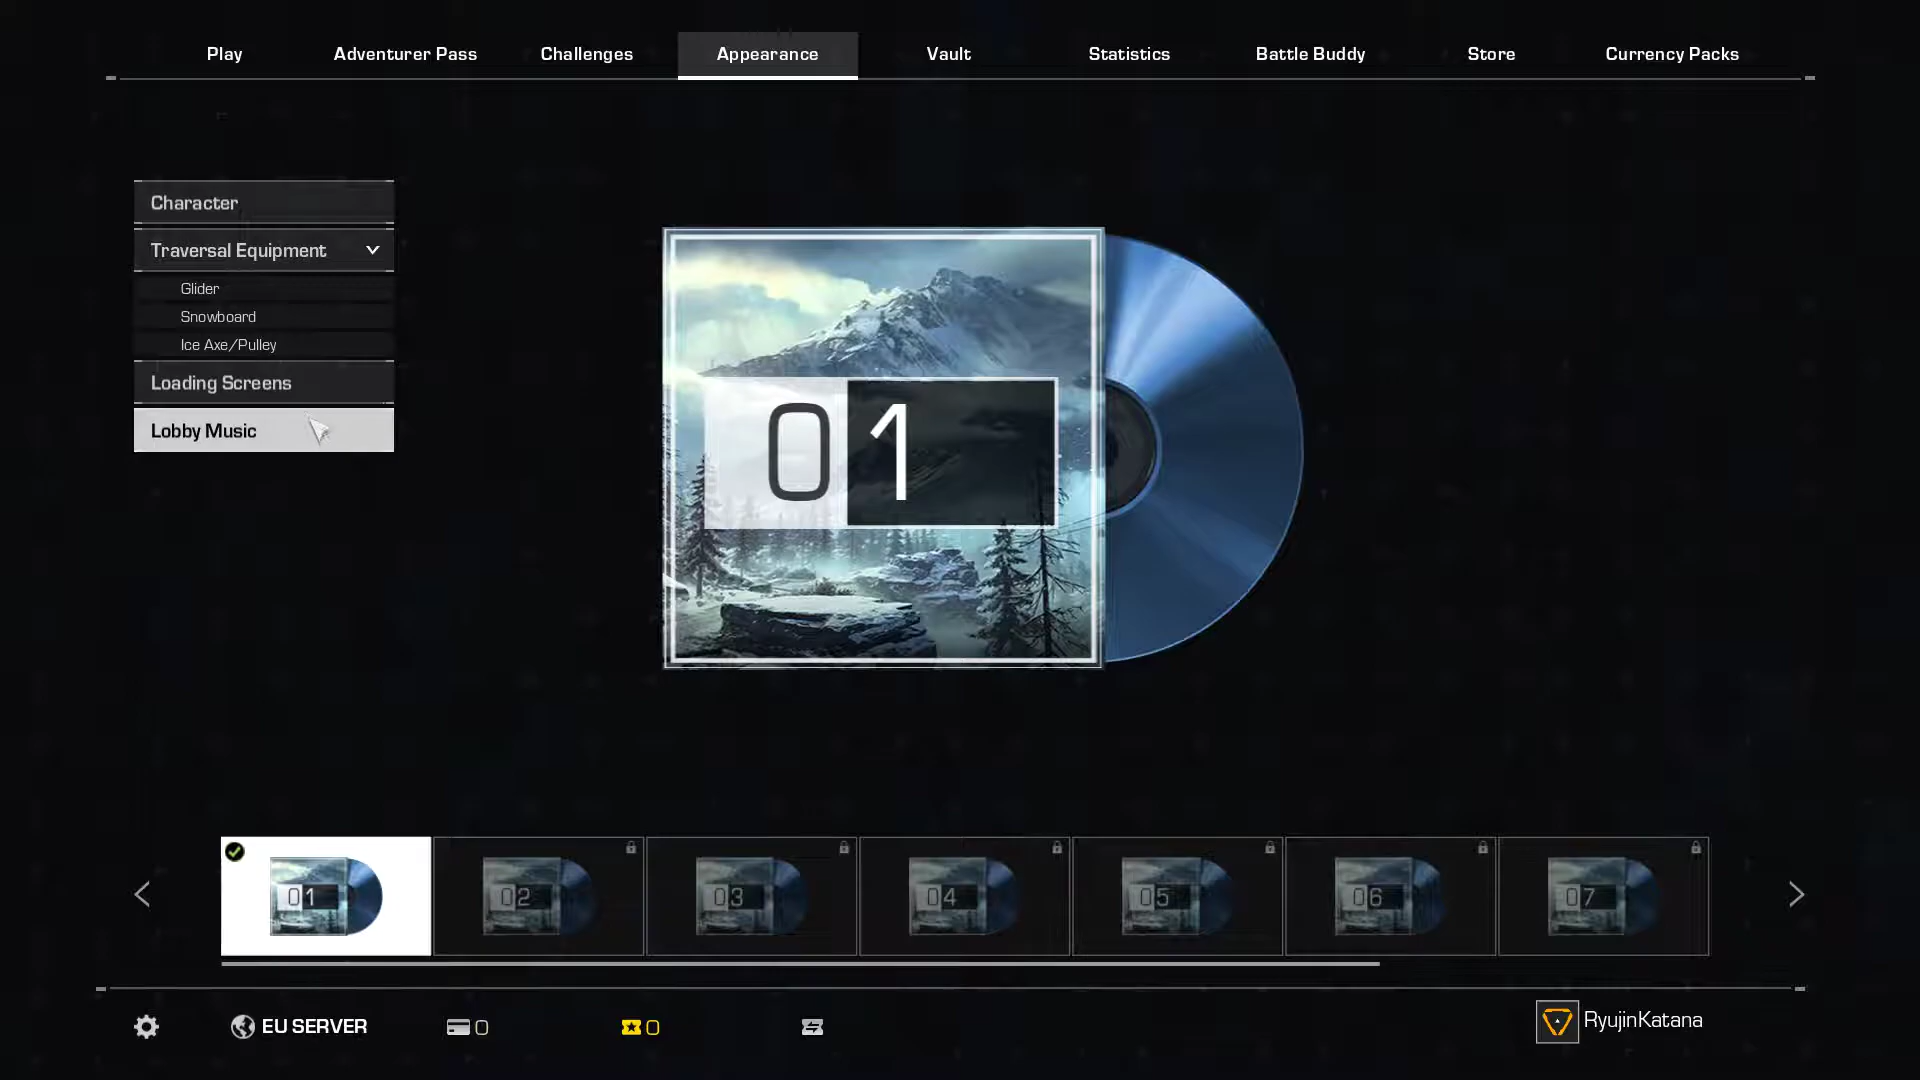 Play Adventurer Pass Challenges Appearance Vault Statistics Battle Buddy Store Currency Packs
Character
Traversal Equipment
Glider
Snowboard
Ice Axe/Pulley
Loading Screens
Lobby Music
01
01 02 03 04 05 06 07
EU SERVER 0 0 RyujinKatana